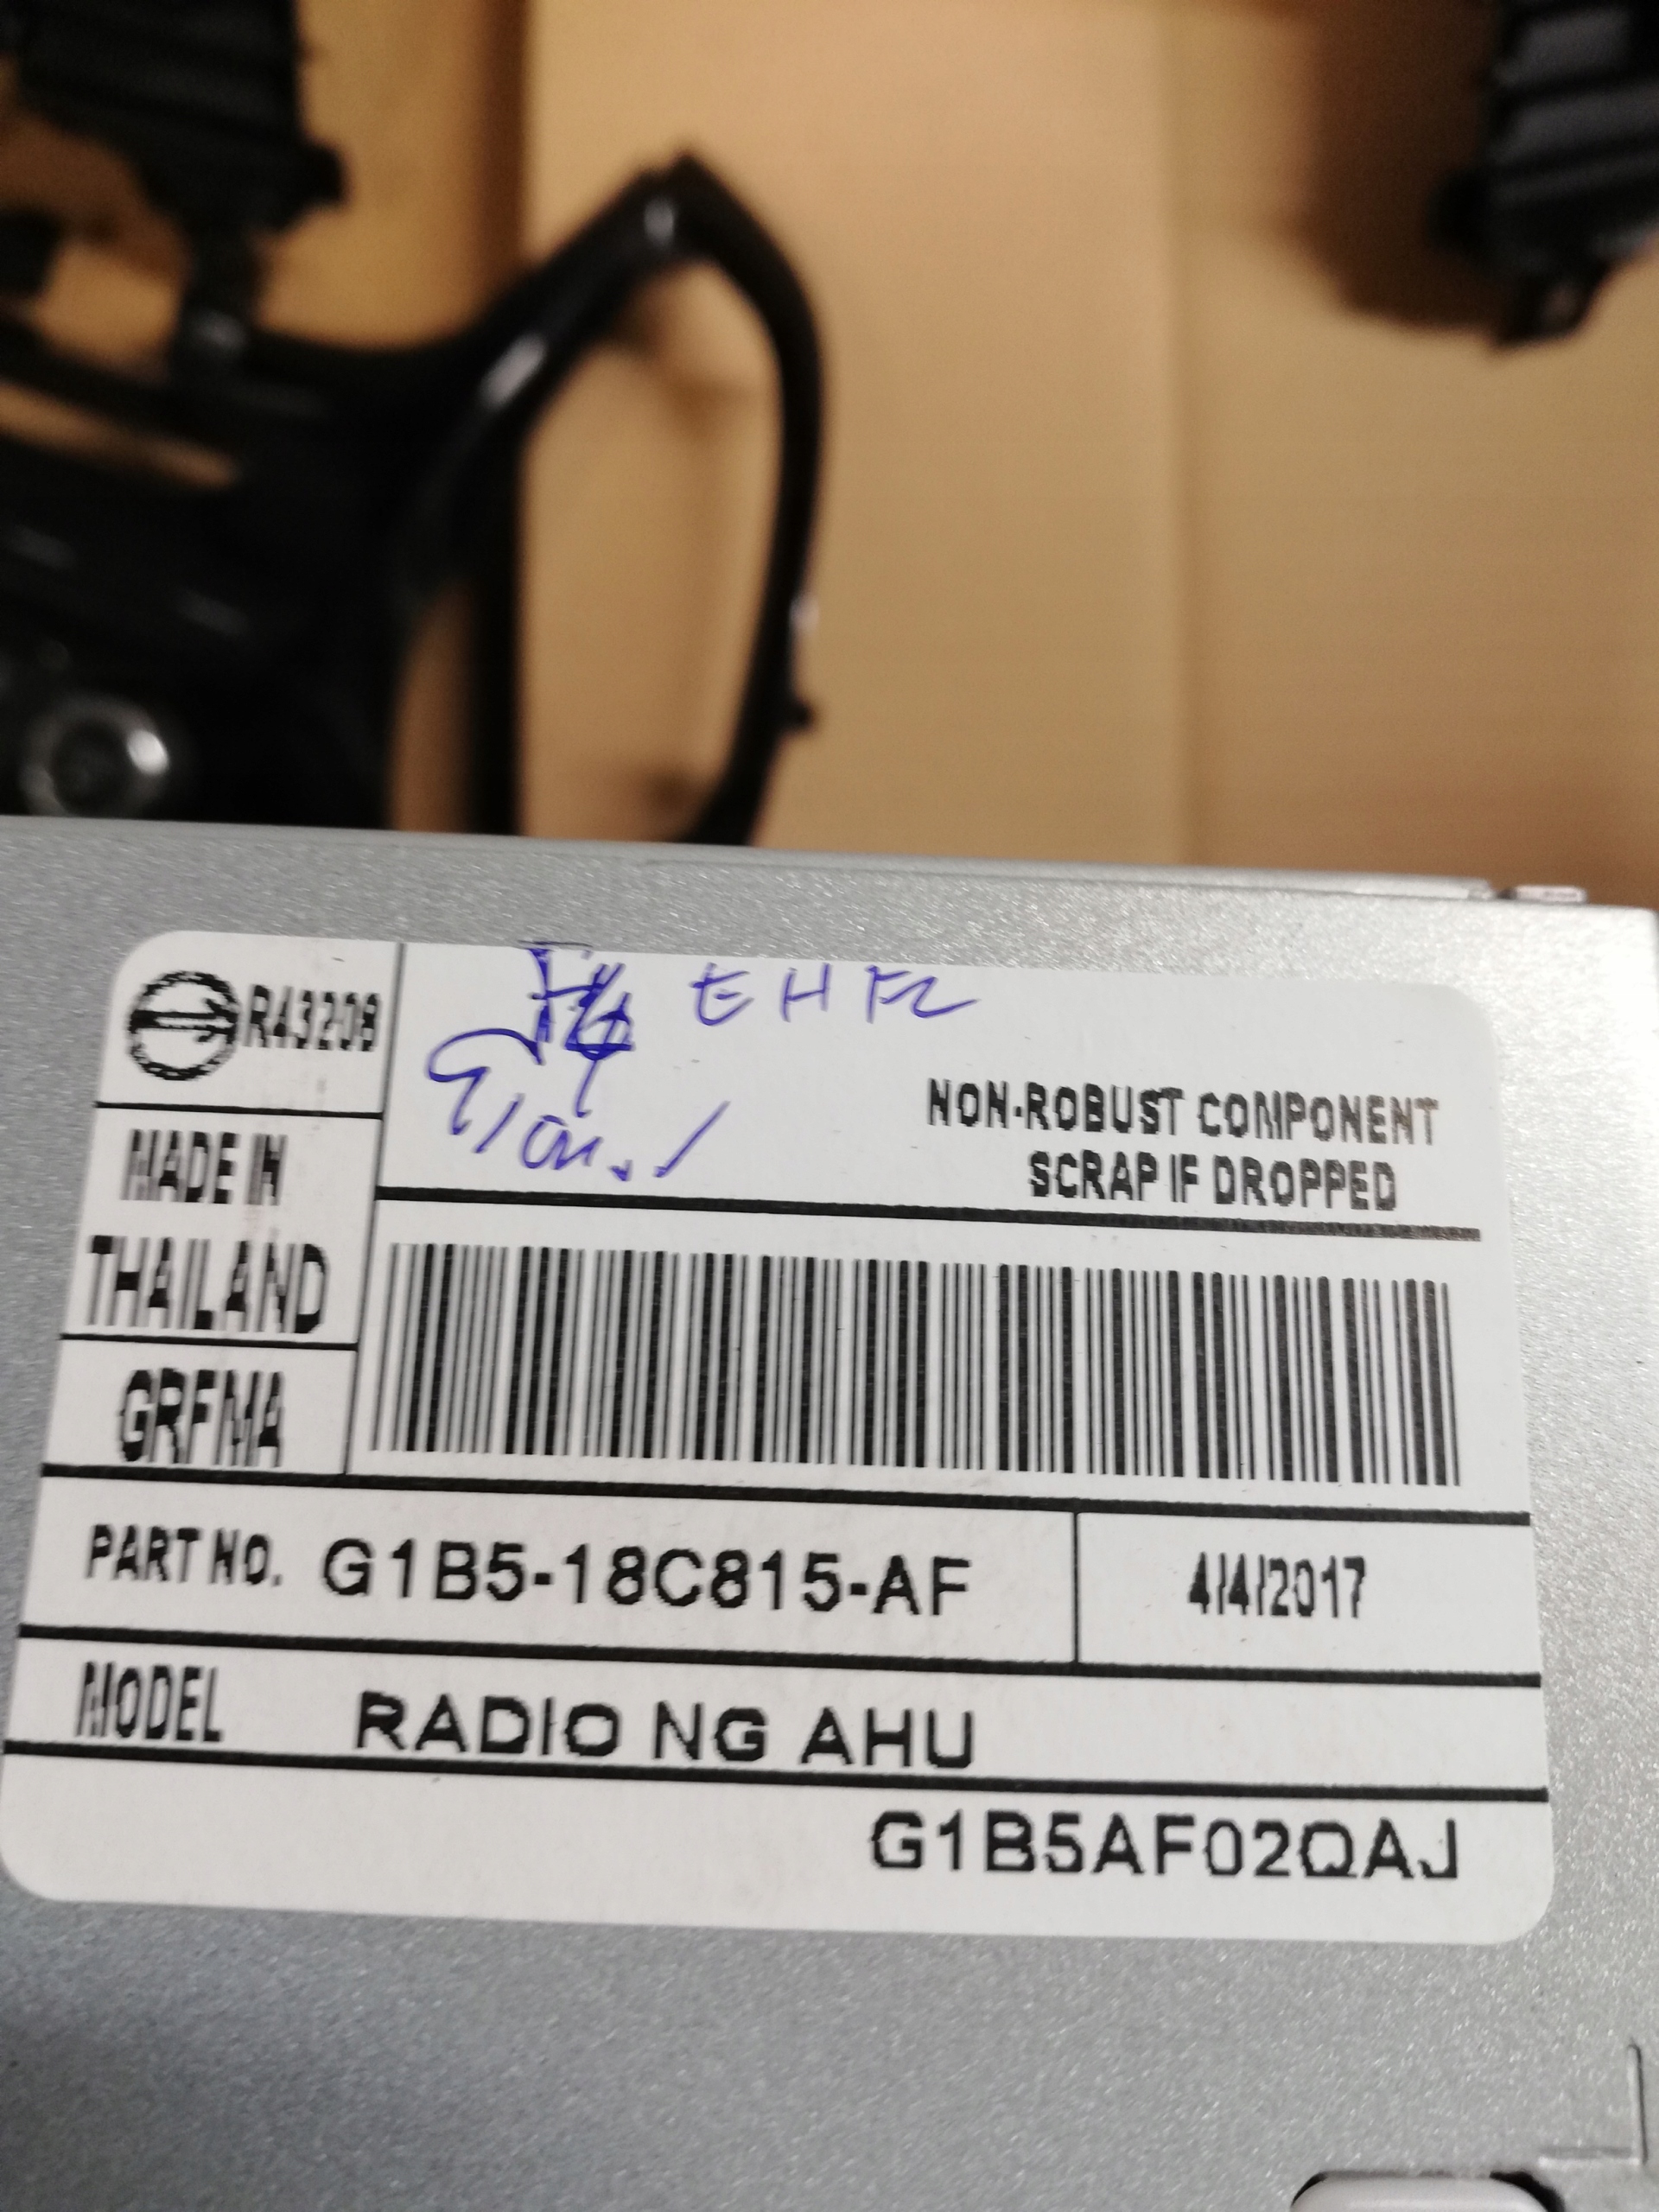 R43208
E H F2
NON-ROBUST COMPONENT
SCRAP IF DROPPED
MADE IN
THAILAND
GRFMA
PART NO. G1B5-18C815-AF 4/4/2017
MODEL RADIO NG AHU
G1B5AF02QAJ